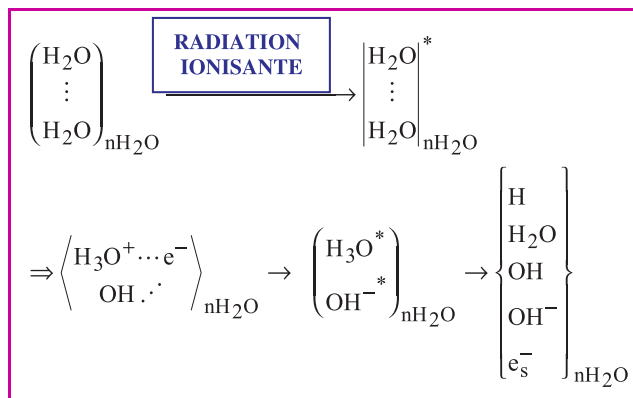 RADIATION
IONISANTE
(H₂O ⋮ H₂O)nH₂O → |H₂O ⋮ H₂O|*nH₂O
⇒ ⟨H₃O⁺⋯e⁻ OH⋰⟩nH₂O → (H₃O* OH⁻*)nH₂O → {H H₂O OH OH⁻ eₛ⁻}nH₂O